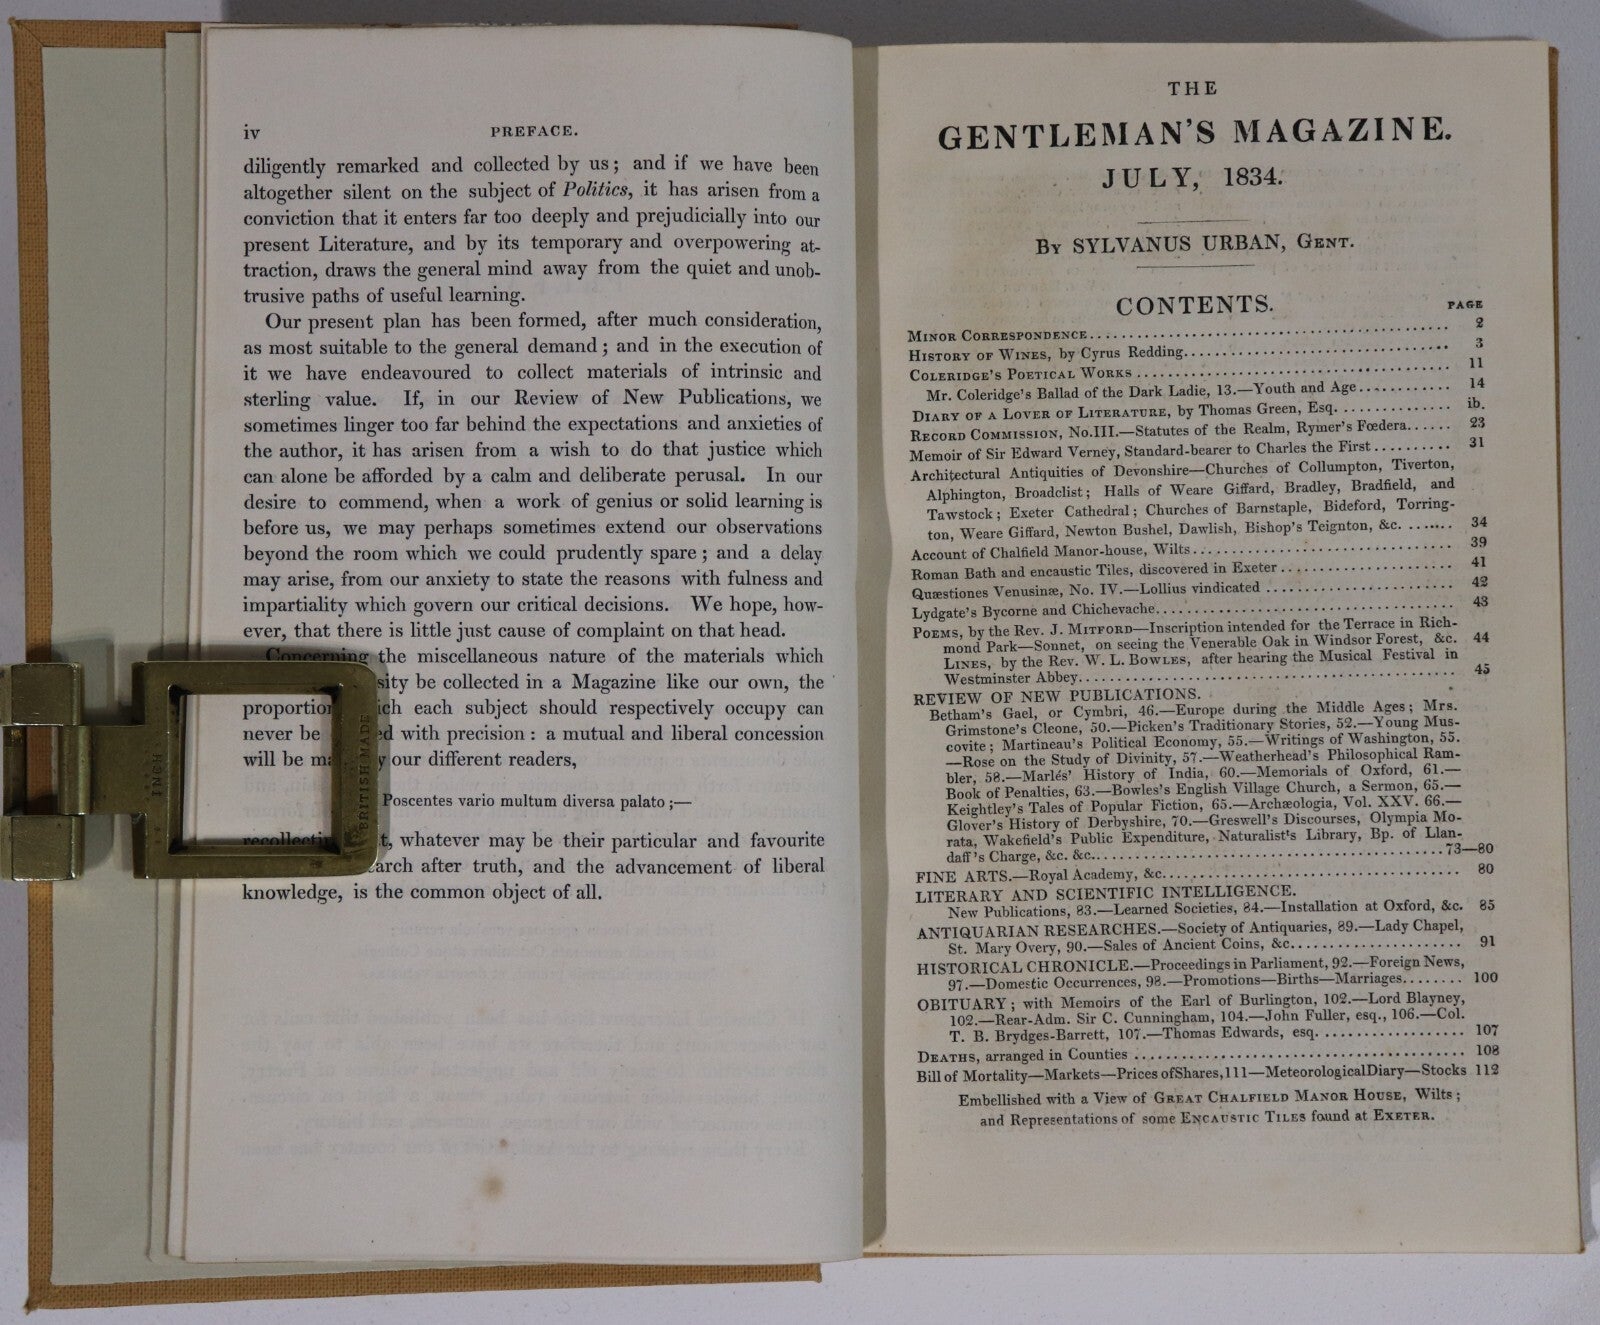 iv PREFACE.
diligently remarked and collected by us; and if we have been
altogether silent on the subject of Politics, it has arisen from a
conviction that it enters far too deeply and prejudicially into our
present Literature, and by its temporary and overpowering at-
traction, draws the general mind away from the quiet and unob-
trusive paths of useful learning.
Our present plan has been formed, after much consideration,
as most suitable to the general demand; and in the execution of
it we have endeavoured to collect materials of intrinsic and
sterling value. If, in our Review of New Publications, we
sometimes linger too far behind the expectations and anxieties of
the author, it has arisen from a wish to do that justice which
can alone be afforded by a calm and deliberate perusal. In our
desire to commend, when a work of genius or solid learning is
before us, we may perhaps sometimes extend our observations
beyond the room which we could prudently spare; and a delay
may arise, from our anxiety to state the reasons with fulness and
impartiality which govern our critical decisions. We hope, how-
ever, that there is little just cause of complaint on that head.
Concerning the miscellaneous nature of the materials which
be collected in a Magazine like our own, the
each subject should respectively occupy can
never be with precision: a mutual and liberal concession
will be our different readers,
Poscentes vario multum diversa palato;—
whatever may be their particular and favourite
after truth, and the advancement of liberal
knowledge, is the common object of all.
INCH
BRITISH MADE
THE
GENTLEMAN'S MAGAZINE.
JULY, 1834.
By SYLVANUS URBAN, Gent.
CONTENTS. PAGE
Minor Correspondence 2
History of Wines, by Cyrus Redding 3
Coleridge's Poetical Works 11
Mr. Coleridge's Ballad of the Dark Ladie, 13.—Youth and Age 14
Diary of a Lover of Literature, by Thomas Green, Esq. ib.
Record Commission, No.III.—Statutes of the Realm, Rymer's Fœdera 23
Memoir of Sir Edward Verney, Standard-bearer to Charles the First 31
Architectural Antiquities of Devonshire—Churches of Collumpton, Tiverton,
Alphington, Broadclist; Halls of Weare Giffard, Bradley, Bradfield, and
Tawstock; Exeter Cathedral; Churches of Barnstaple, Bideford, Torring-
ton, Weare Giffard, Newton Bushel, Dawlish, Bishop's Teignton, &c. 34
Account of Chalfield Manor-house, Wilts 39
Roman Bath and encaustic Tiles, discovered in Exeter 41
Quæstiones Venusinæ, No. IV.—Lollius vindicated 42
Lydgate's Bycorne and Chichevache 43
Poems, by the Rev. J. Mitford—Inscription intended for the Terrace in Rich-
mond Park—Sonnet, on seeing the Venerable Oak in Windsor Forest, &c. 44
Lines, by the Rev. W. L. Bowles, after hearing the Musical Festival in
Westminster Abbey 45
REVIEW OF NEW PUBLICATIONS.
Betham's Gael, or Cymbri, 46.—Europe during the Middle Ages; Mrs.
Grimstone's Cleone, 50.—Picken's Traditionary Stories, 52.—Young Mus-
covite; Martineau's Political Economy, 55.—Writings of Washington, 55.
—Rose on the Study of Divinity, 57.—Weatherhead's Philosophical Ram-
bler, 58.—Marlés' History of India, 60.—Memorials of Oxford, 61.—
Book of Penalties, 63.—Bowles's English Village Church, a Sermon, 65.—
Keightley's Tales of Popular Fiction, 65.—Archæologia, Vol. XXV. 66.—
Glover's History of Derbyshire, 70.—Greswell's Discourses, Olympia Mo-
rata, Wakefield's Public Expenditure, Naturalist's Library, Bp. of Llan-
daff's Charge, &c. &c. 73—80
FINE ARTS.—Royal Academy, &c. 80
LITERARY AND SCIENTIFIC INTELLIGENCE.
New Publications, 83.—Learned Societies, 84.—Installation at Oxford, &c. 85
ANTIQUARIAN RESEARCHES.—Society of Antiquaries, 89.—Lady Chapel,
St. Mary Overy, 90.—Sales of Ancient Coins, &c. 91
HISTORICAL CHRONICLE.—Proceedings in Parliament, 92.—Foreign News,
97.—Domestic Occurrences, 98.—Promotions—Births—Marriages 100
OBITUARY; with Memoirs of the Earl of Burlington, 102.—Lord Blayney,
102.—Rear-Adm. Sir C. Cunningham, 104.—John Fuller, esq., 106.—Col.
T. B. Brydges-Barrett, 107.—Thomas Edwards, esq. 107
Deaths, arranged in Counties 108
Bill of Mortality—Markets—Prices of Shares, 111—Meteorological Diary—Stocks 112
Embellished with a View of Great Chalfield Manor House, Wilts;
and Representations of some Encaustic Tiles found at Exeter.